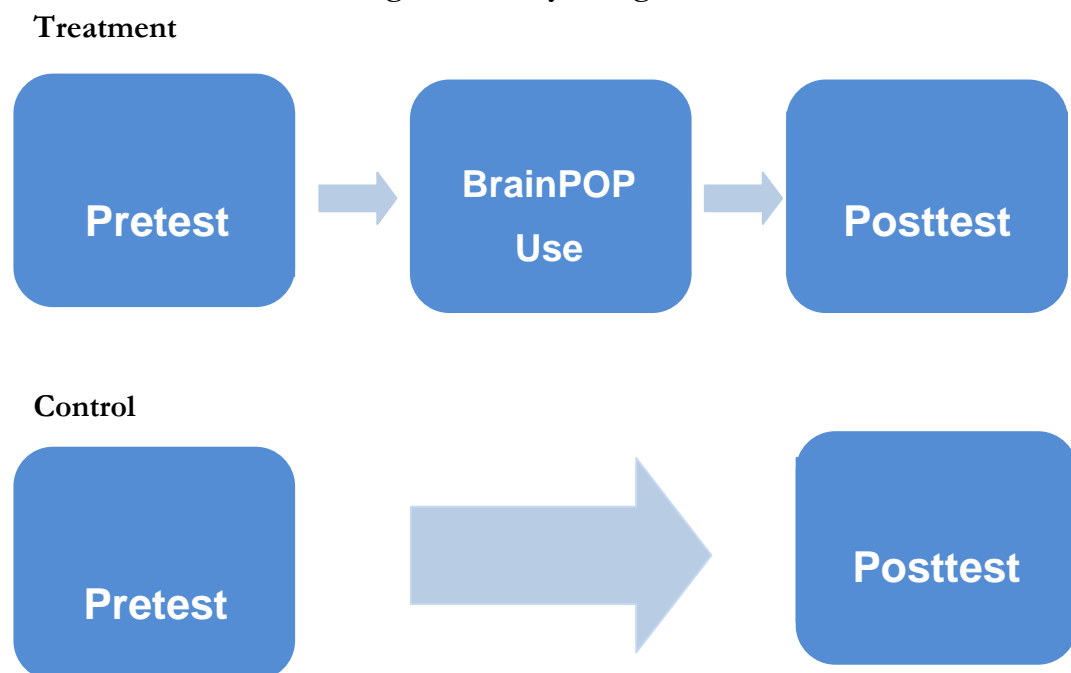 Treatment
Pretest
BrainPOP
Use
Posttest
Control
Pretest
Posttest